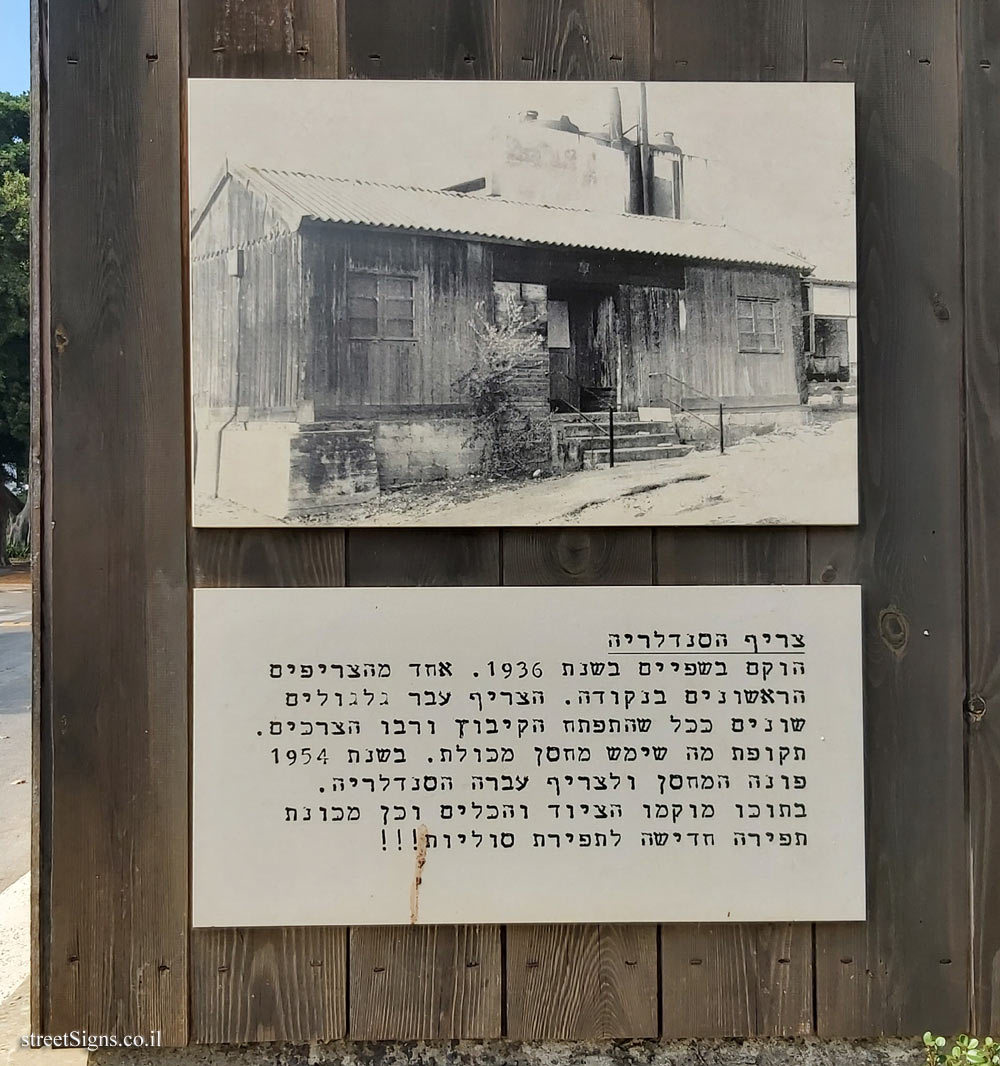 צריף הסנדלריה
הוקם בשפיים בשנת 1936. אחד מהצריפים
הראשונים בנקודה. הצריף עבר גלגולים
שונים ככל שהתפתח הקיבוץ ורבו הצרכים.
תקופת מה שימש מחסן מכולת. בשנת 1954
פונה המחסן ולצריף עברה הסנדלריה.
בתוכו מוקמו הציוד והכלים וכן מכונת
תפירה חדישה לתפירת סוליות!!!
streetSigns.co.il